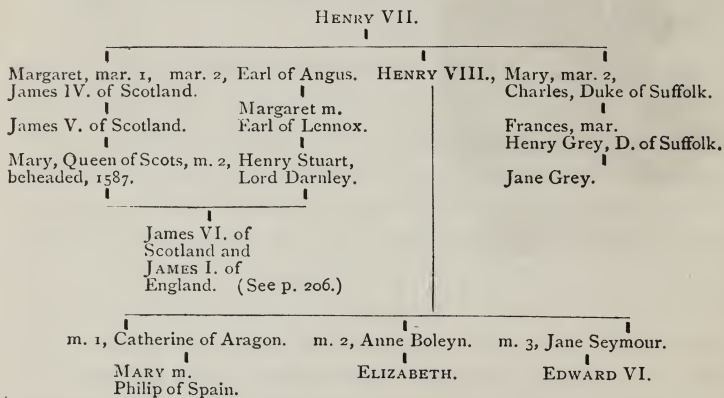 HENRY VII.
Margaret, mar. 1, mar. 2, Earl of Angus. HENRY VIII., Mary, mar. 2,
James IV. of Scotland. Charles, Duke of Suffolk.
Margaret m.
James V. of Scotland. Earl of Lennox. Frances, mar.
Henry Grey, D. of Suffolk.
Mary, Queen of Scots, m. 2, Henry Stuart,
beheaded, 1587. Lord Darnley. Jane Grey.
James VI. of
Scotland and
JAMES I. of
England. (See p. 206.)
m. 1, Catherine of Aragon. m. 2, Anne Boleyn. m. 3, Jane Seymour.
MARY m. ELIZABETH. EDWARD VI.
Philip of Spain.